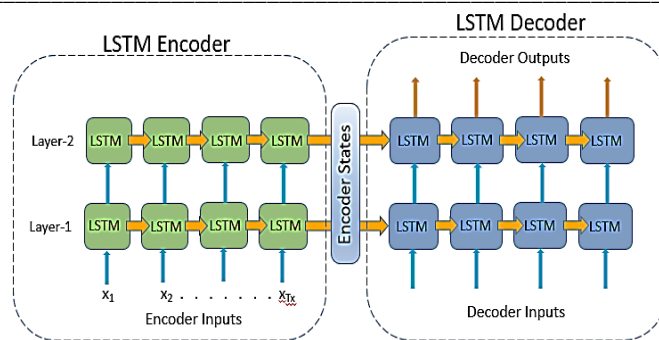 LSTM Encoder
LSTM Decoder
Decoder Outputs
Layer-2
LSTM LSTM LSTM LSTM
LSTM LSTM LSTM LSTM
Encoder States
Layer-1
LSTM LSTM LSTM LSTM
LSTM LSTM LSTM LSTM
x1 x2 . . . . . . . . xTx
Encoder Inputs
Decoder Inputs